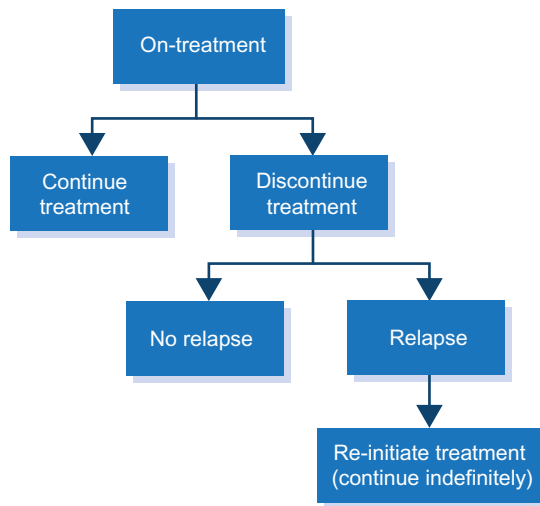 On-treatment
Continue
treatment
Discontinue
treatment
No relapse
Relapse
Re-initiate treatment
(continue indefinitely)